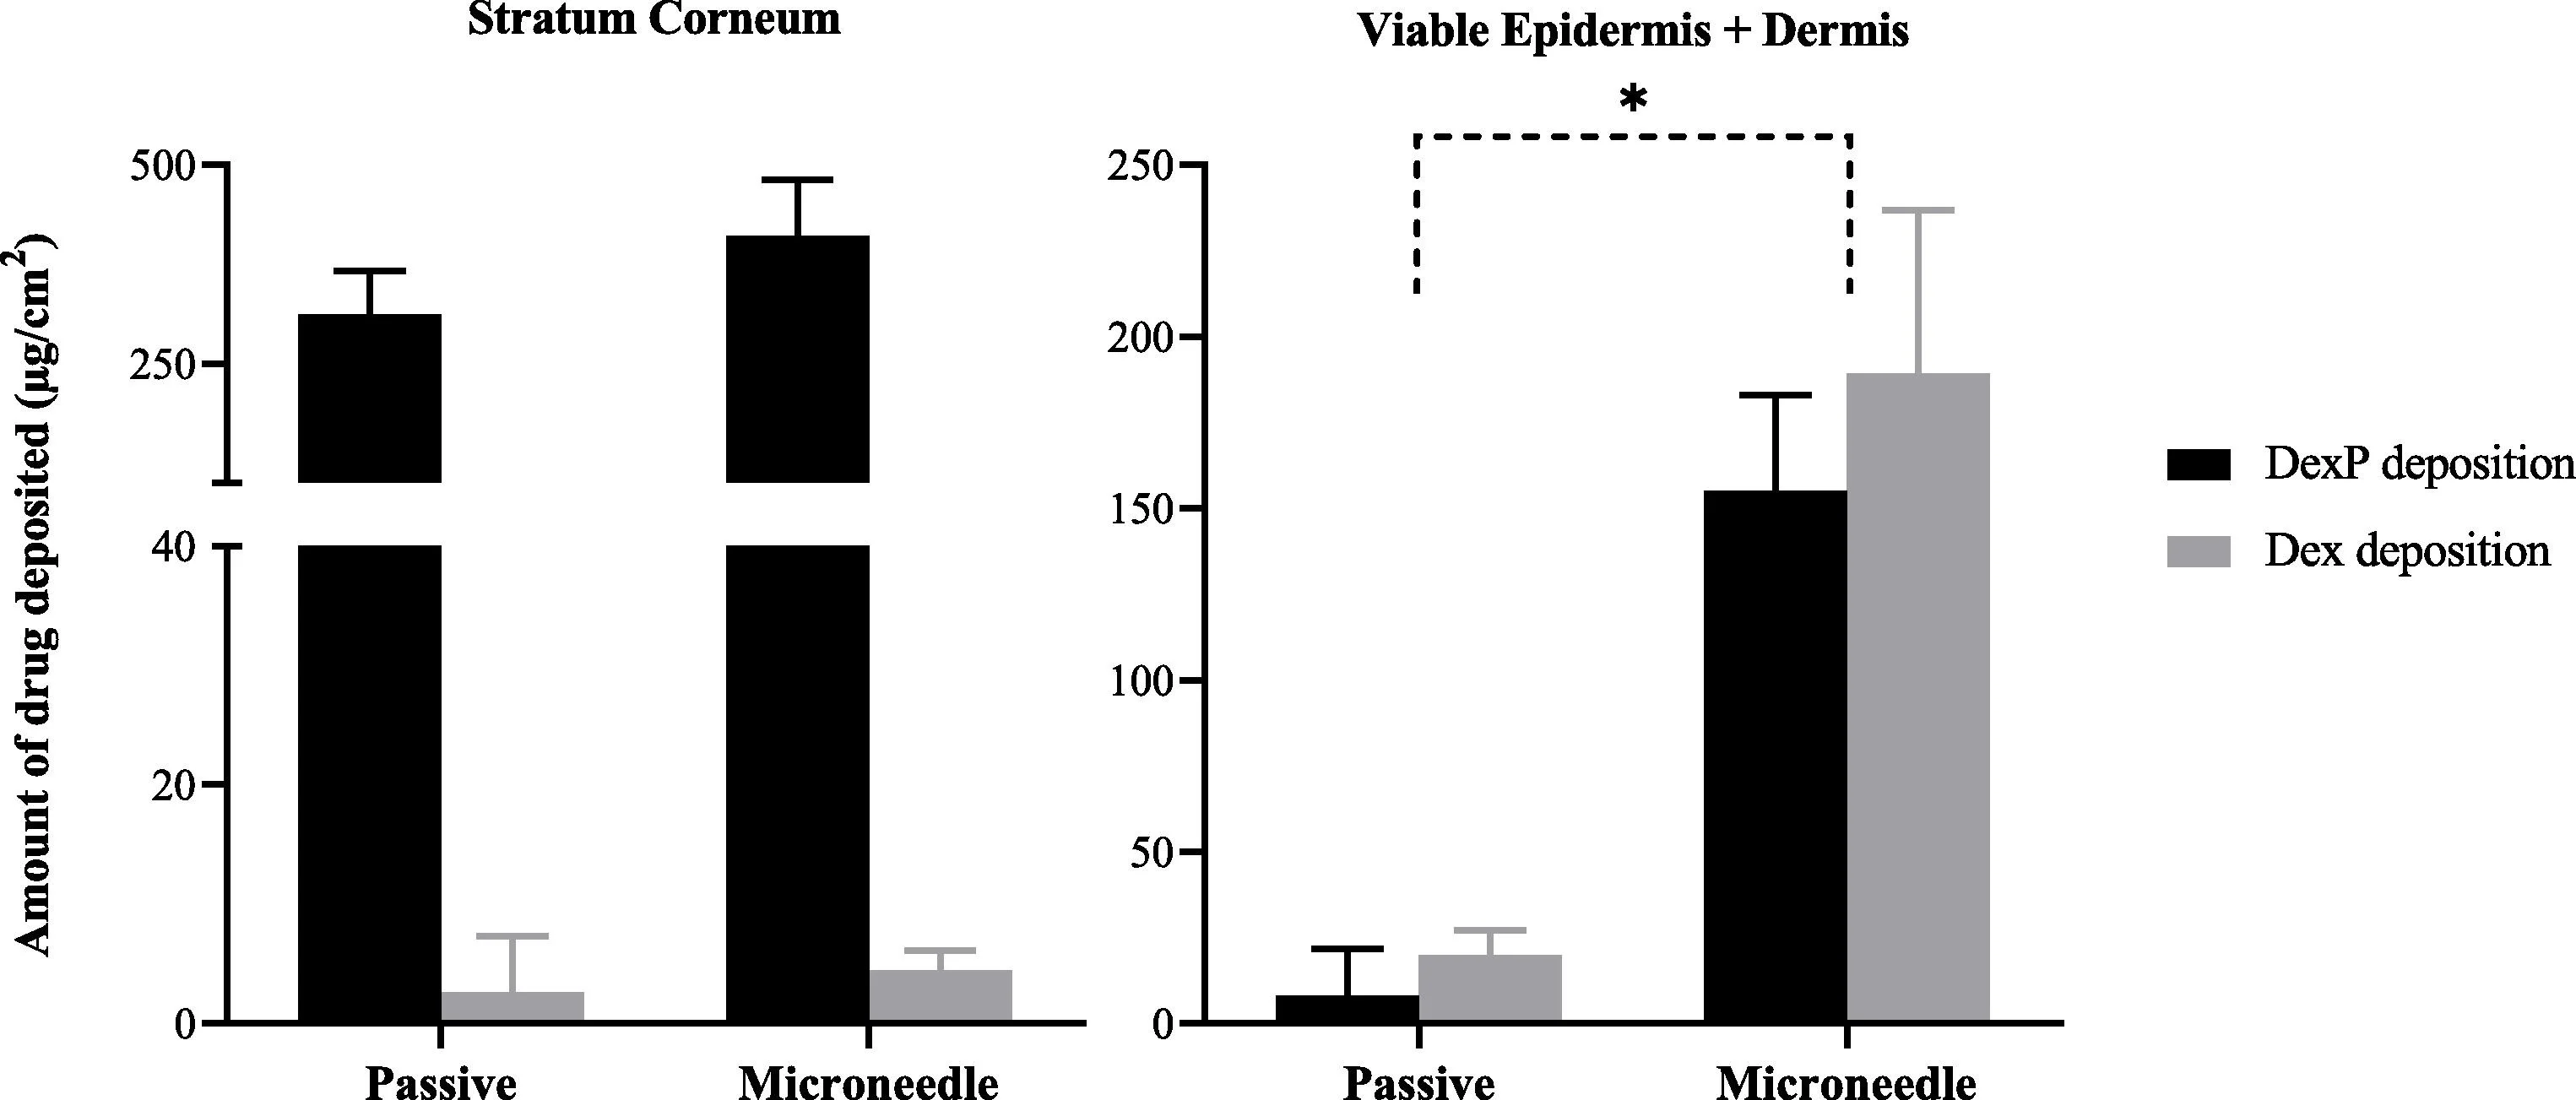 Stratum Corneum
Viable Epidermis + Dermis
*
Amount of drug deposited (µg/cm²)
500
250
40
20
0
250
200
150
100
50
0
Passive
Microneedle
Passive
Microneedle
DexP deposition
Dex deposition